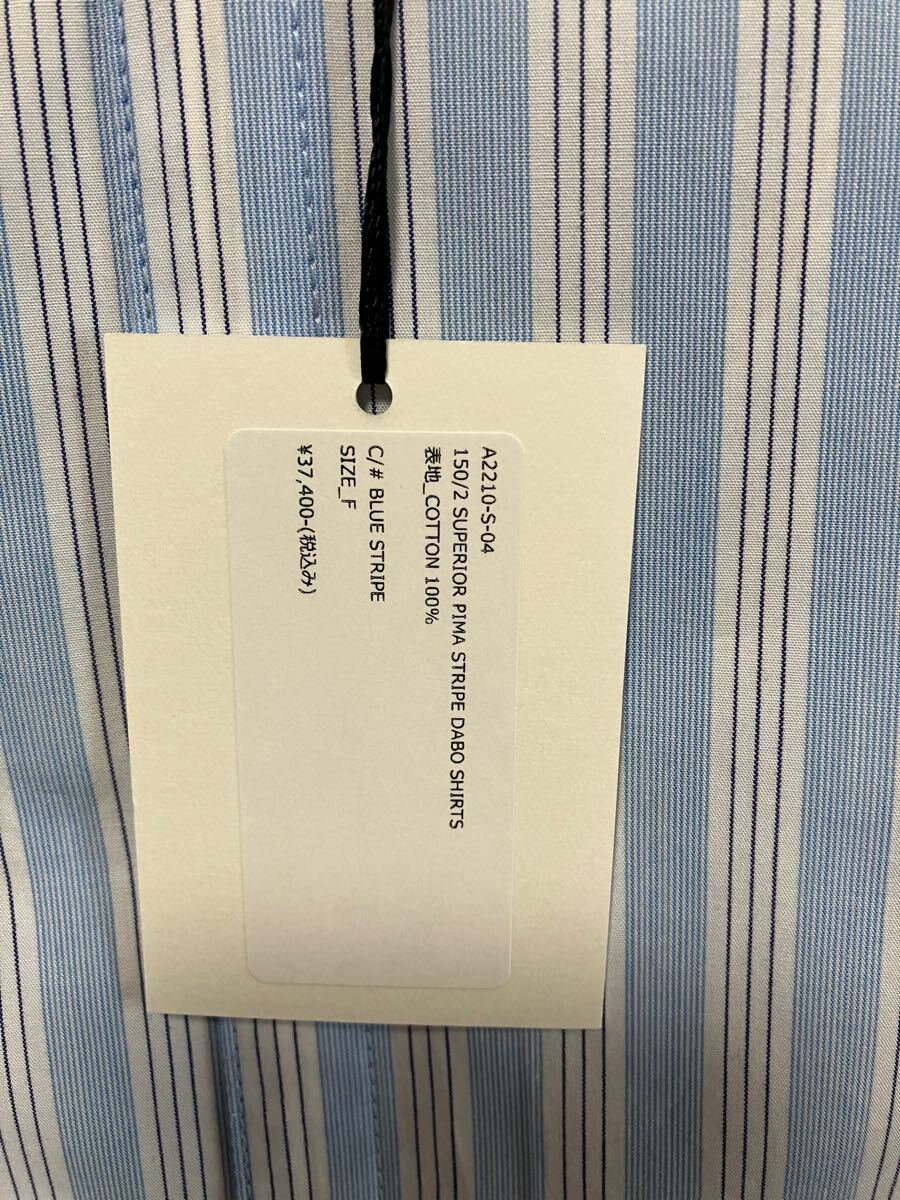 A2210-S-04
150/2 SUPERIOR PIMA STRIPE DABO SHIRTS
表地_COTTON 100%
C/# BLUE STRIPE
SIZE_F
¥37,400-(税込み)